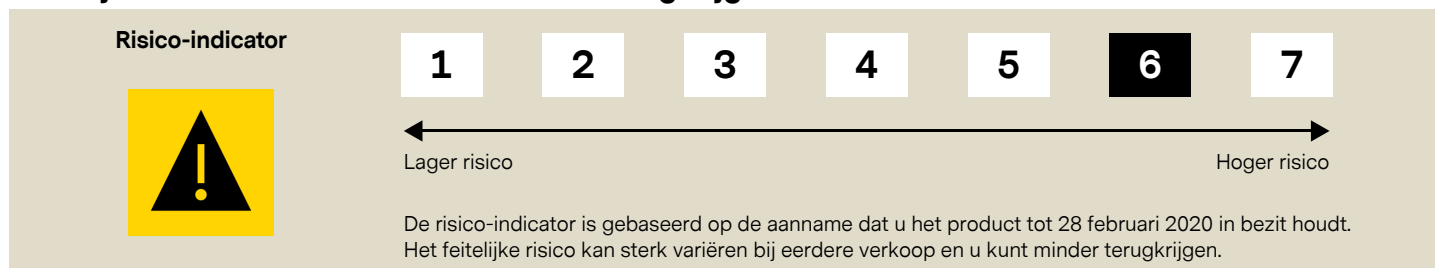 Risico-indicator
1 2 3 4 5 6 7
Lager risico Hoger risico
De risico-indicator is gebaseerd op de aanname dat u het product tot 28 februari 2020 in bezit houdt.
Het feitelijke risico kan sterk variëren bij eerdere verkoop en u kunt minder terugkrijgen.